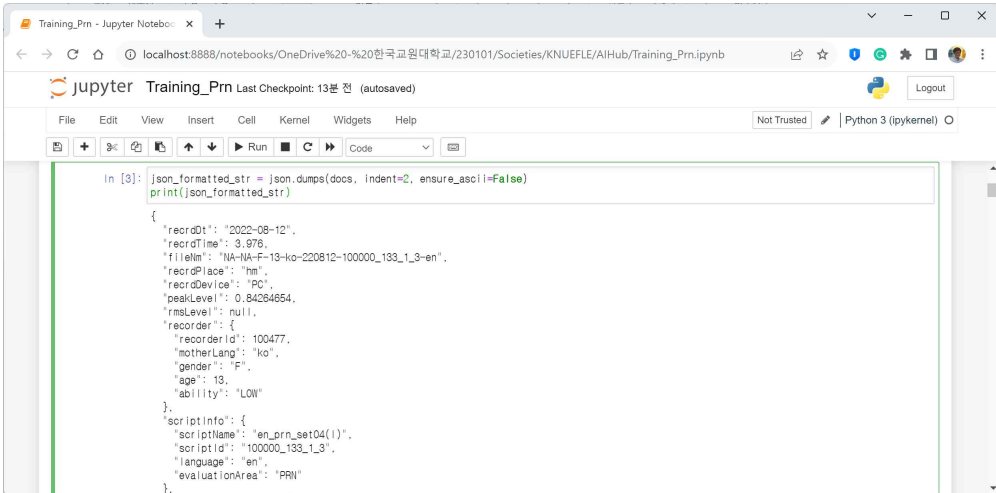 Training_Prn - Jupyter Noteboo
localhost:8888/notebooks/OneDrive%20-%20한국교원대학교/230101/Societies/KNUEFLE/AIHub/Training_Prn.ipynb
jupyter Training_Prn Last Checkpoint: 13분 전 (autosaved)
Logout
File Edit View Insert Cell Kernel Widgets Help
Not Trusted Python 3 (ipykernel)
Run Code
In [3]: json_formatted_str = json.dumps(docs, indent=2, ensure_ascii=False)
print(json_formatted_str)
{
"recrdDt": "2022-08-12",
"recrdTime": 3.976,
"fileNm": "NA-NA-F-13-ko-220812-100000_133_1_3-en",
"recrdPlace": "hm",
"recrdDevice": "PC",
"peakLevel": 0.84264654,
"rmsLevel": null,
"recorder": {
"recorderId": 100477,
"motherLang": "ko",
"gender": "F",
"age": 13,
"ability": "LOW"
},
"scriptInfo": {
"scriptName": "en_prn_set04(I)",
"scriptId": "100000_133_1_3",
"language": "en",
"evaluationArea": "PRN"
},